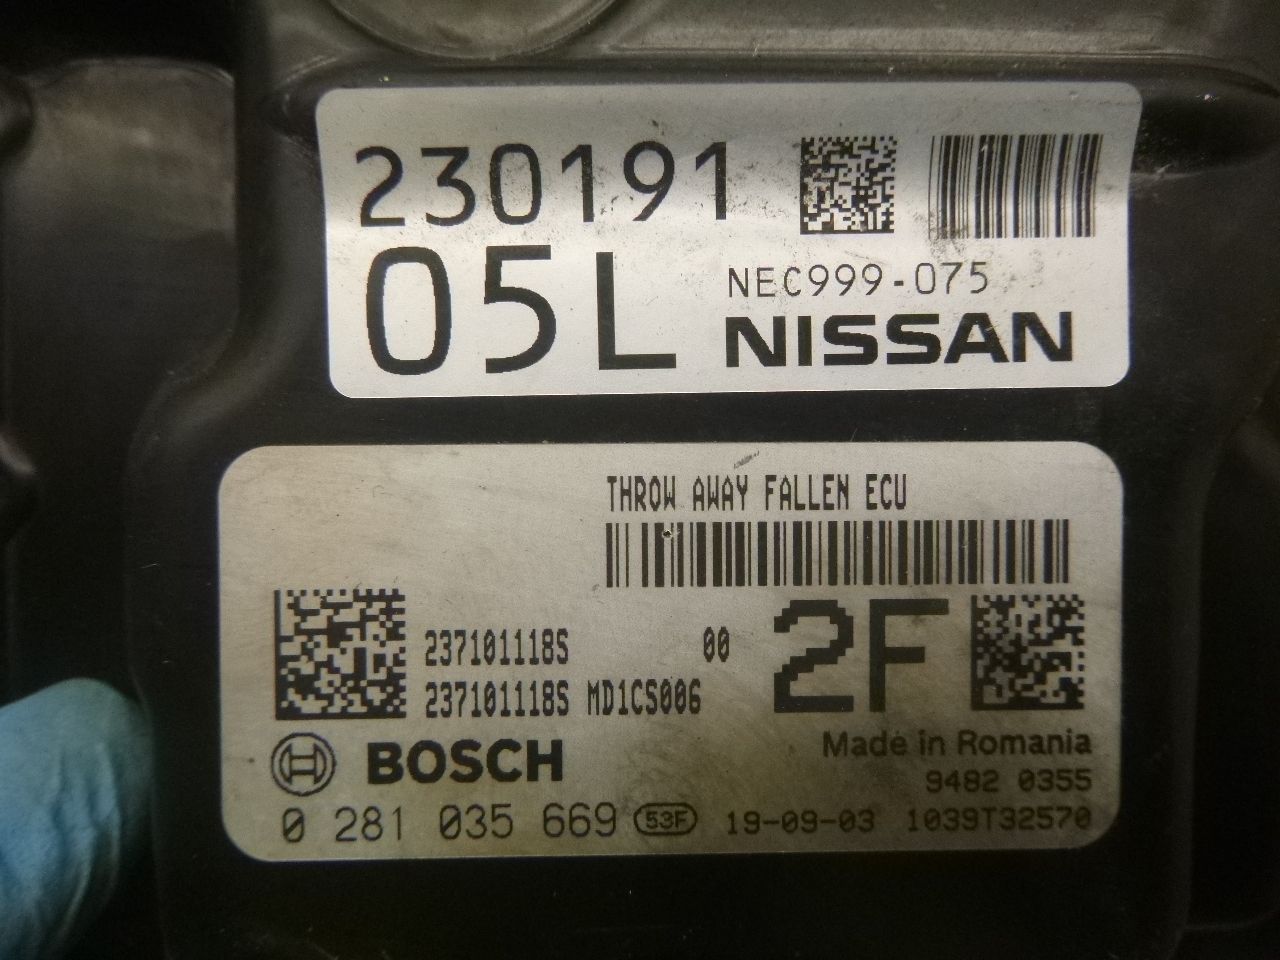 230191
05L
NEC999-075
NISSAN
THROW AWAY FALLEN ECU
237101118S 00
237101118S MD1CS006
2F
BOSCH
Made in Romania
9482 0355
0 281 035 669 53F 19-09-03 1039T32570